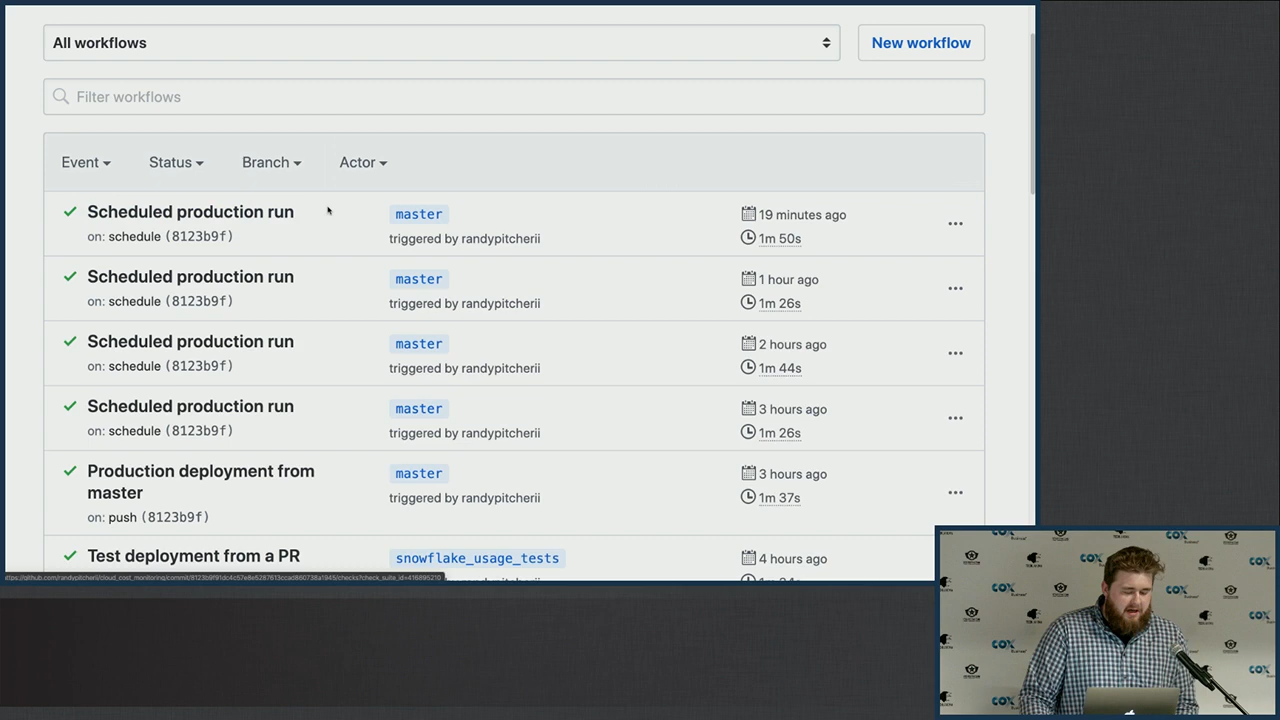 All workflows
New workflow
Filter workflows
Event Status Branch Actor
Scheduled production run master 19 minutes ago
on: schedule (8123b9f) triggered by randypitcherii 1m 50s
Scheduled production run master 1 hour ago
on: schedule (8123b9f) triggered by randypitcherii 1m 26s
Scheduled production run master 2 hours ago
on: schedule (8123b9f) triggered by randypitcherii 1m 44s
Scheduled production run master 3 hours ago
on: schedule (8123b9f) triggered by randypitcherii 1m 26s
Production deployment from master 3 hours ago
master triggered by randypitcherii 1m 37s
on: push (8123b9f)
Test deployment from a PR snowflake_usage_tests 4 hours ago
COX
COX
COX
COX
COX
COX